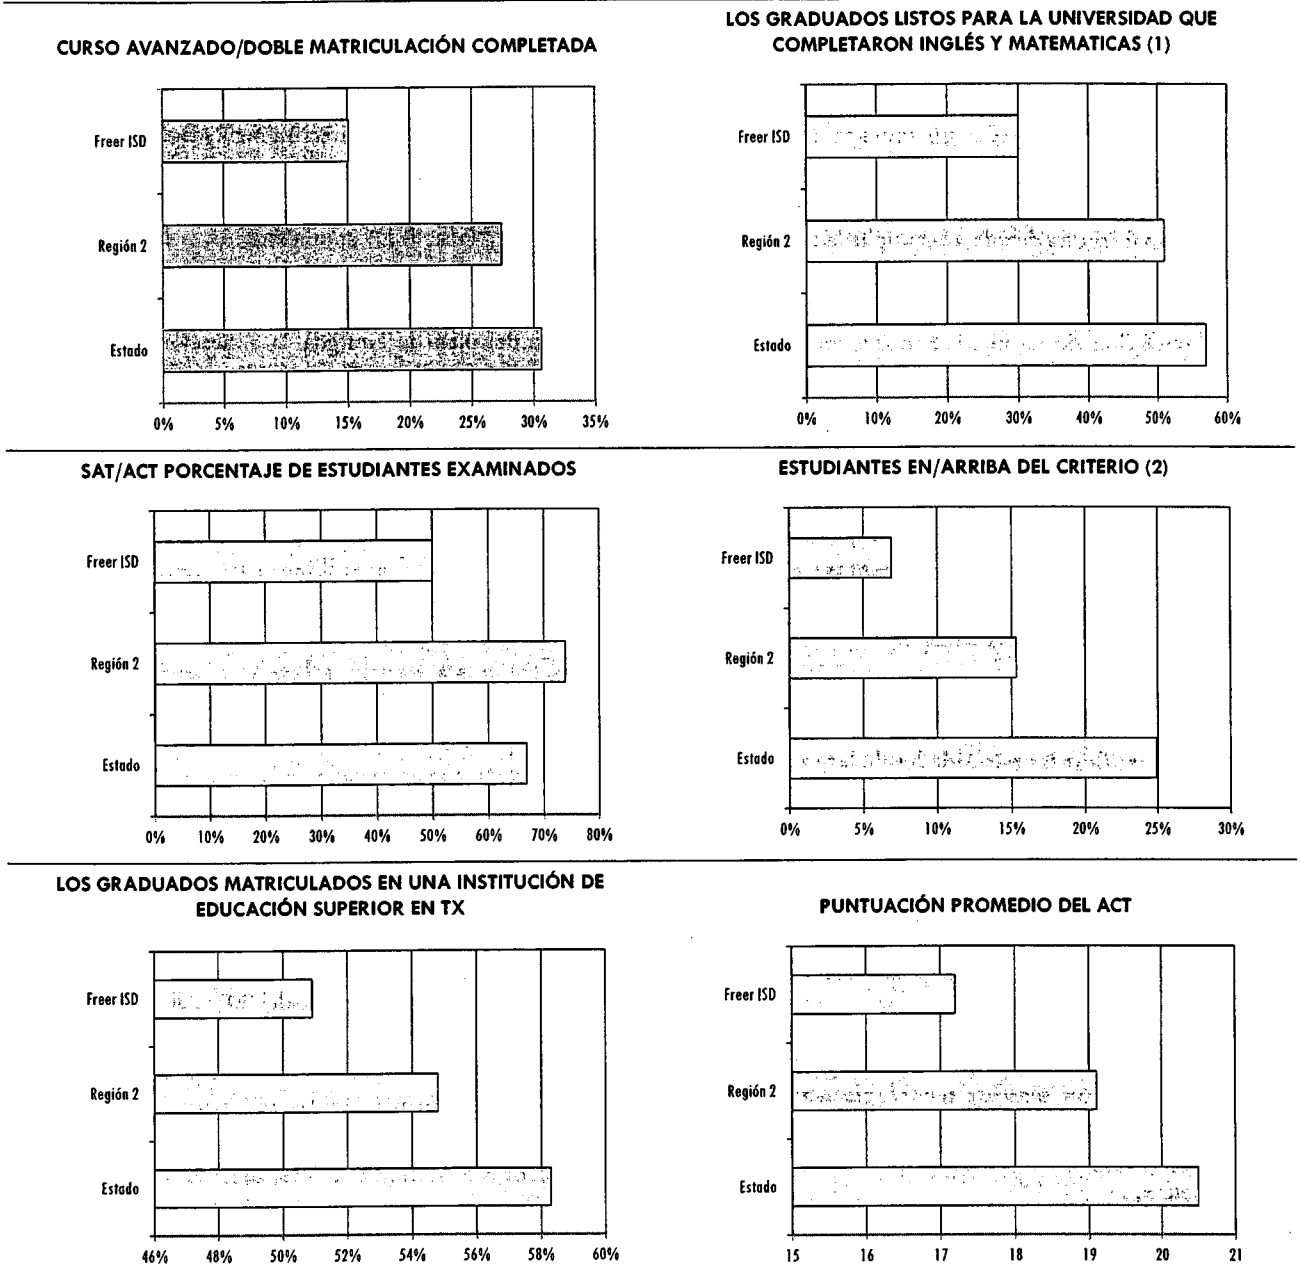 CURSO AVANZADO/DOBLE MATRICULACIÓN COMPLETADA
Freer ISD
Región 2
Estado
0% 5% 10% 15% 20% 25% 30% 35%
LOS GRADUADOS LISTOS PARA LA UNIVERSIDAD QUE
COMPLETARON INGLÉS Y MATEMATICAS (1)
Freer ISD
Región 2
Estado
0% 10% 20% 30% 40% 50% 60%
SAT/ACT PORCENTAJE DE ESTUDIANTES EXAMINADOS
Freer ISD
Región 2
Estado
0% 10% 20% 30% 40% 50% 60% 70% 80%
ESTUDIANTES EN/ARRIBA DEL CRITERIO (2)
Freer ISD
Región 2
Estado
0% 5% 10% 15% 20% 25% 30%
LOS GRADUADOS MATRICULADOS EN UNA INSTITUCIÓN DE
EDUCACIÓN SUPERIOR EN TX
Freer ISD
Región 2
Estado
46% 48% 50% 52% 54% 56% 58% 60%
PUNTUACIÓN PROMEDIO DEL ACT
Freer ISD
Región 2
Estado
15 16 17 18 19 20 21